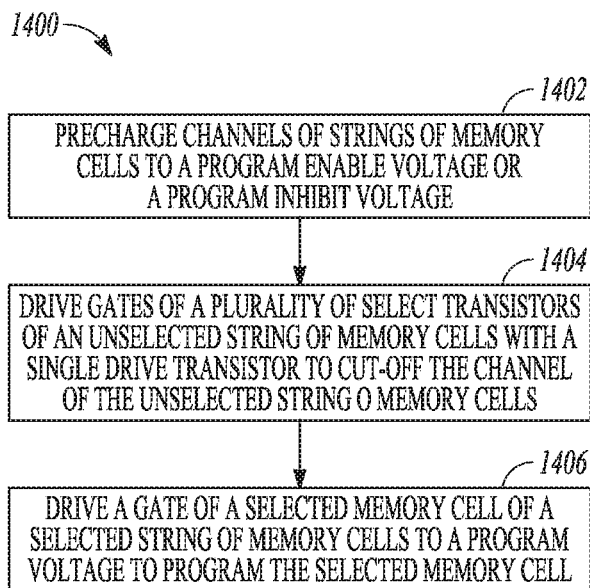 1400
1402
PRECHARGE CHANNELS OF STRINGS OF MEMORY
CELLS TO A PROGRAM ENABLE VOLTAGE OR
A PROGRAM INHIBIT VOLTAGE
1404
DRIVE GATES OF A PLURALITY OF SELECT TRANSISTORS
OF AN UNSELECTED STRING OF MEMORY CELLS WITH A
SINGLE DRIVE TRANSISTOR TO CUT-OFF THE CHANNEL
OF THE UNSELECTED STRING O MEMORY CELLS
1406
DRIVE A GATE OF A SELECTED MEMORY CELL OF A
SELECTED STRING OF MEMORY CELLS TO A PROGRAM
VOLTAGE TO PROGRAM THE SELECTED MEMORY CELL